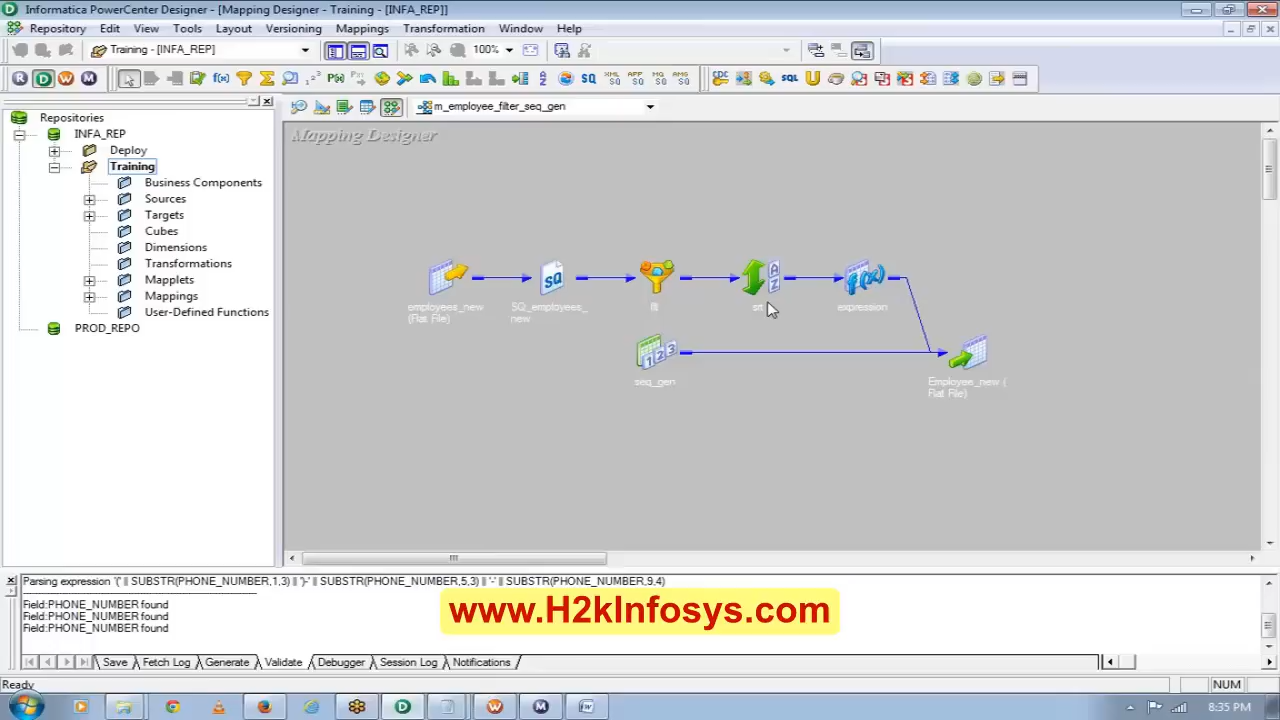 Informatica PowerCenter Designer - [Mapping Designer - Training - [INFA_REP]]
Repository Edit View Tools Layout Versioning Mappings Transformation Window Help
Training - [INFA_REP]
100%
m_employee_filter_seq_gen
Repositories
INFA_REP
Deploy
Training
Business Components
Sources
Targets
Cubes
Dimensions
Transformations
Mapplets
Mappings
User-Defined Functions
PROD_REPO
Mapping Designer
employees_new
(Flat File)
SQ_employees_
new
expression
seq_gen
Employee_new (
Flat File)
Parsing expression '(' || SUBSTR(PHONE_NUMBER,1,3) || ')-' || SUBSTR(PHONE_NUMBER,5,3) || '-' || SUBSTR(PHONE_NUMBER,9,4)
Field:PHONE_NUMBER found
Field:PHONE_NUMBER found
Field:PHONE_NUMBER found
www.H2kInfosys.com
Save Fetch Log Generate Validate Debugger Session Log Notifications
Ready
NUM
8:35 PM